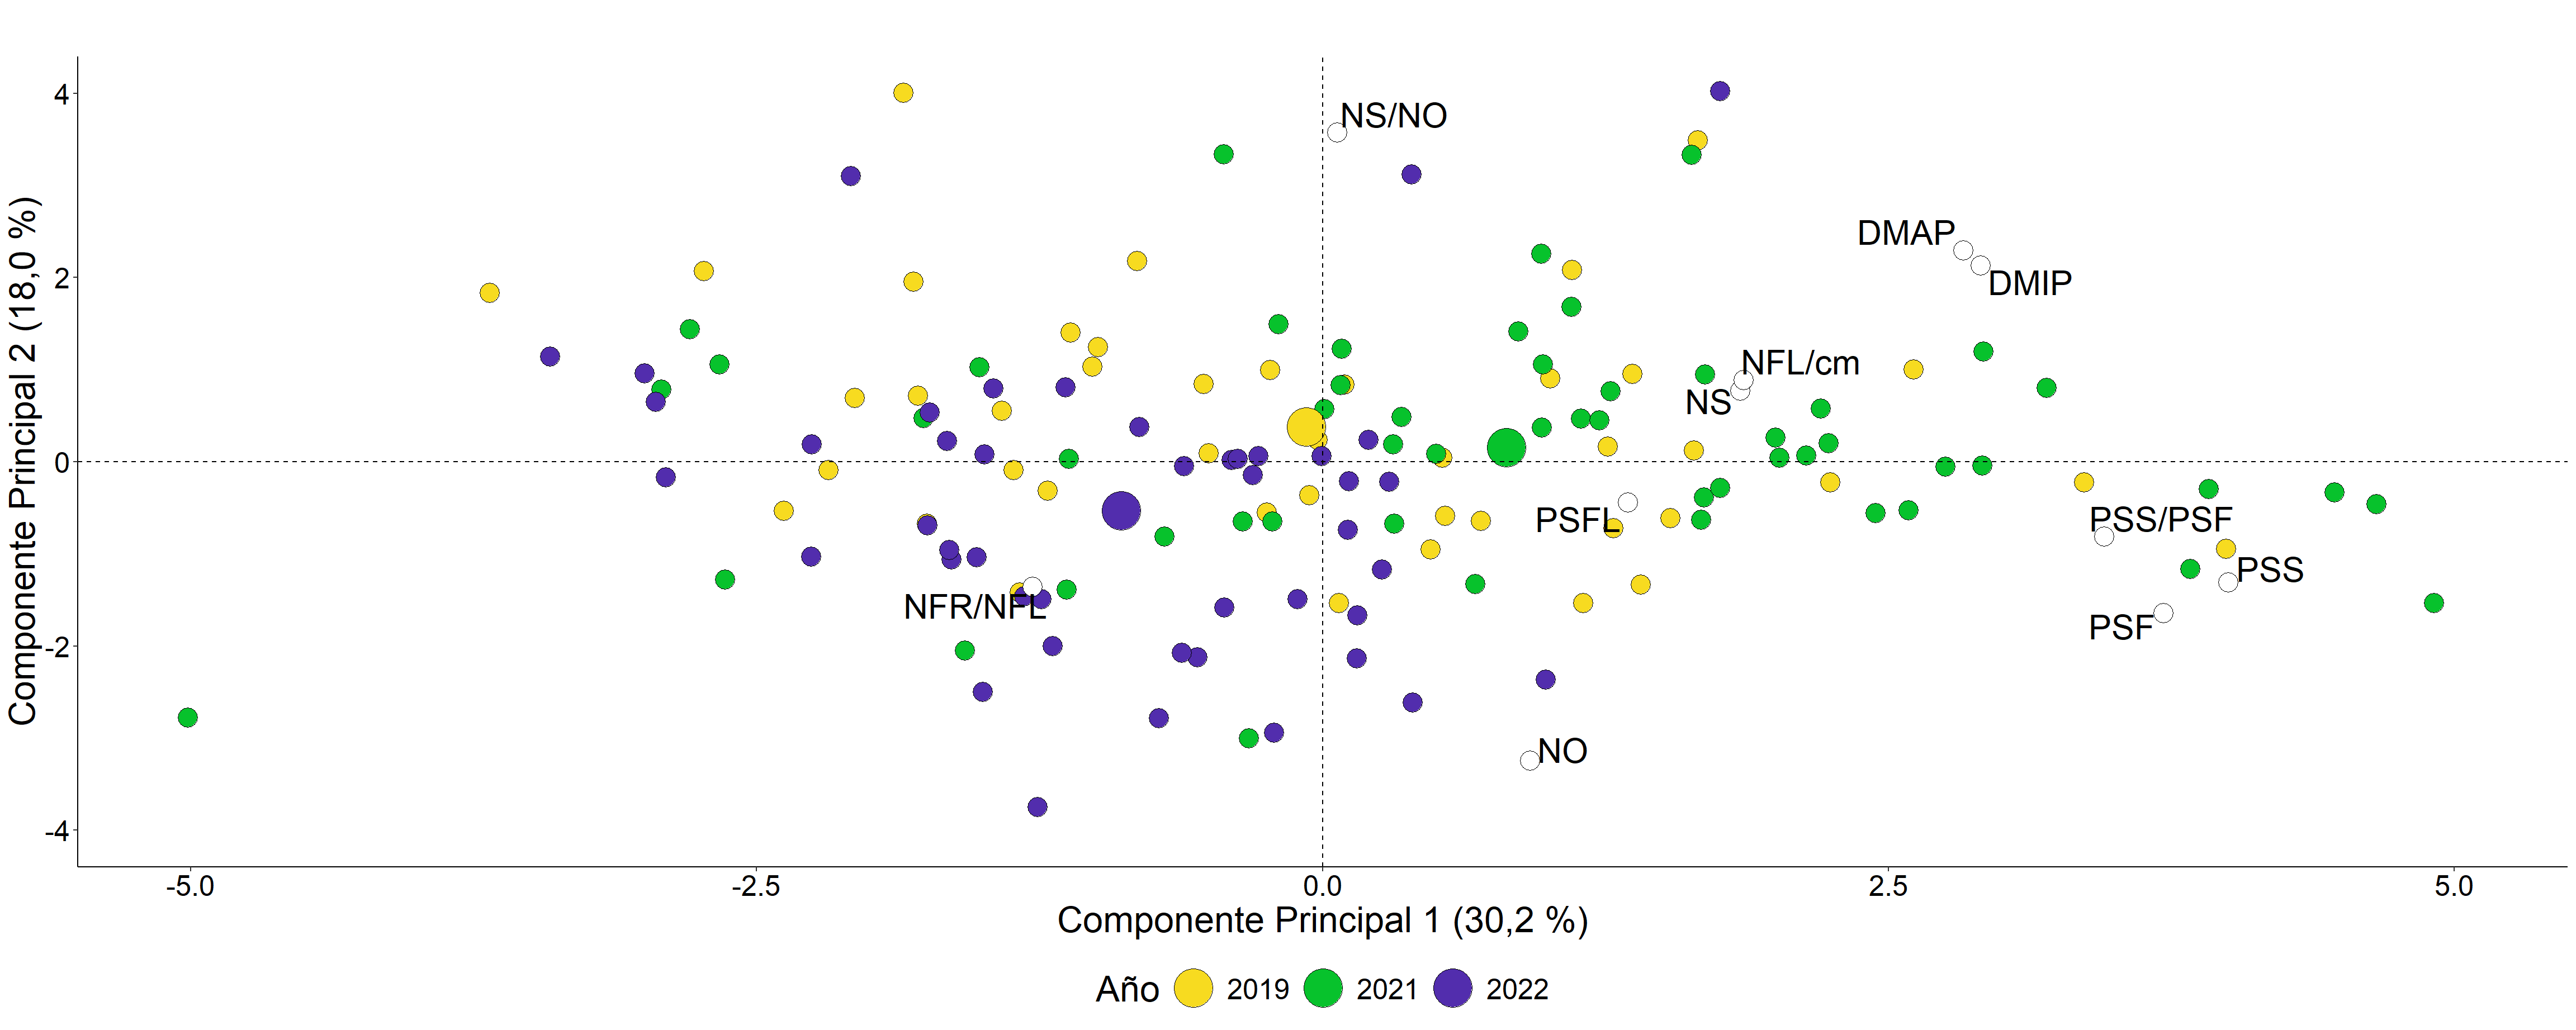 4
NS/NO
DMAP
2
DMIP
NFL/cm
NS
0
PSFL
PSS/PSF
PSS
NFR/NFL
PSF
-2
NO
-4
Componente Principal 2 (18,0 %)
-5.0 -2.5 0.0 2.5 5.0
Componente Principal 1 (30,2 %)
Año 2019 2021 2022